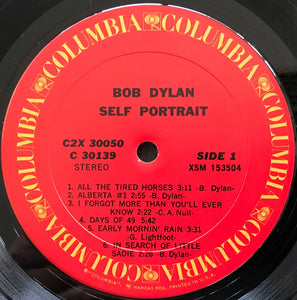 COLUMBIA COLUMBIA COLUMBIA COLUMBIA COLUMBIA COLUMBIA
BOB DYLAN
SELF PORTRAIT
C2X 30050
C 30139
STEREO
SIDE 1
XSM 153504
1. ALL THE TIRED HORSES 3:11 -B. Dylan-
2. ALBERTA #1 2:55 -B. Dylan-
3. I FORGOT MORE THAN YOU'LL EVER
KNOW 2:22 -C. A. Null-
4. DAYS OF 49 5:42
5. EARLY MORNIN' RAIN 3:31
-G. Lightfoot-
6. IN SEARCH OF LITTLE
SADIE 2:26 -B. Dylan-
® "COLUMBIA", MARCAS REG. PRINTED IN U.S.A.